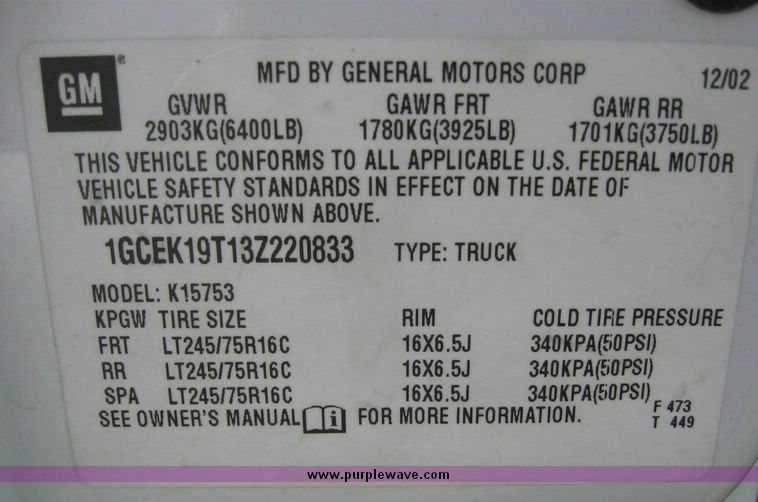 GM®
MFD BY GENERAL MOTORS CORP 12/02
GVWR GAWR FRT GAWR RR
2903KG(6400LB) 1780KG(3925LB) 1701KG(3750LB)
THIS VEHICLE CONFORMS TO ALL APPLICABLE U.S. FEDERAL MOTOR
VEHICLE SAFETY STANDARDS IN EFFECT ON THE DATE OF
MANUFACTURE SHOWN ABOVE.
1GCEK19T13Z220833 TYPE: TRUCK
MODEL: K15753
KPGW TIRE SIZE RIM COLD TIRE PRESSURE
FRT LT245/75R16C 16X6.5J 340KPA(50PSI)
RR LT245/75R16C 16X6.5J 340KPA(50PSI)
SPA LT245/75R16C 16X6.5J 340KPA(50PSI)
SEE OWNER'S MANUAL i FOR MORE INFORMATION.
F 473
T 449
www.purplewave.com